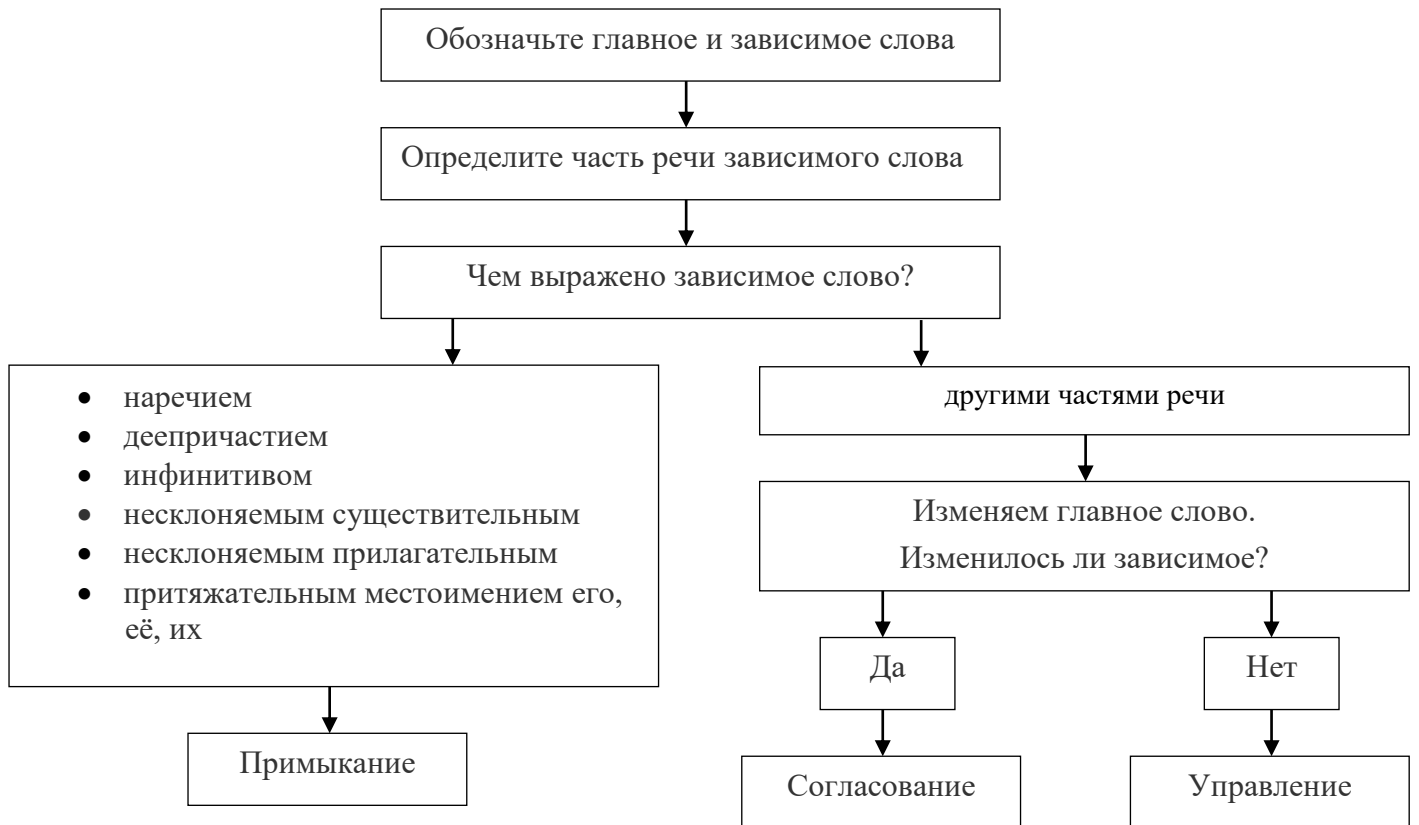 Обозначьте главное и зависимое слова
Определите часть речи зависимого слова
Чем выражено зависимое слово?
• наречием
• деепричастием
• инфинитивом
• несклоняемым существительным
• несклоняемым прилагательным
• притяжательным местоимением его,
её, их
Примыкание
другими частями речи
Изменяем главное слово.
Изменилось ли зависимое?
Да
Нет
Согласование
Управление